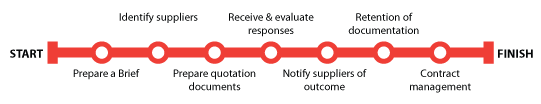 START
Prepare a Brief
Identify suppliers
Prepare quotation
documents
Receive & evaluate
responses
Notify suppliers of
outcome
Retention of
documentation
Contract
management
FINISH